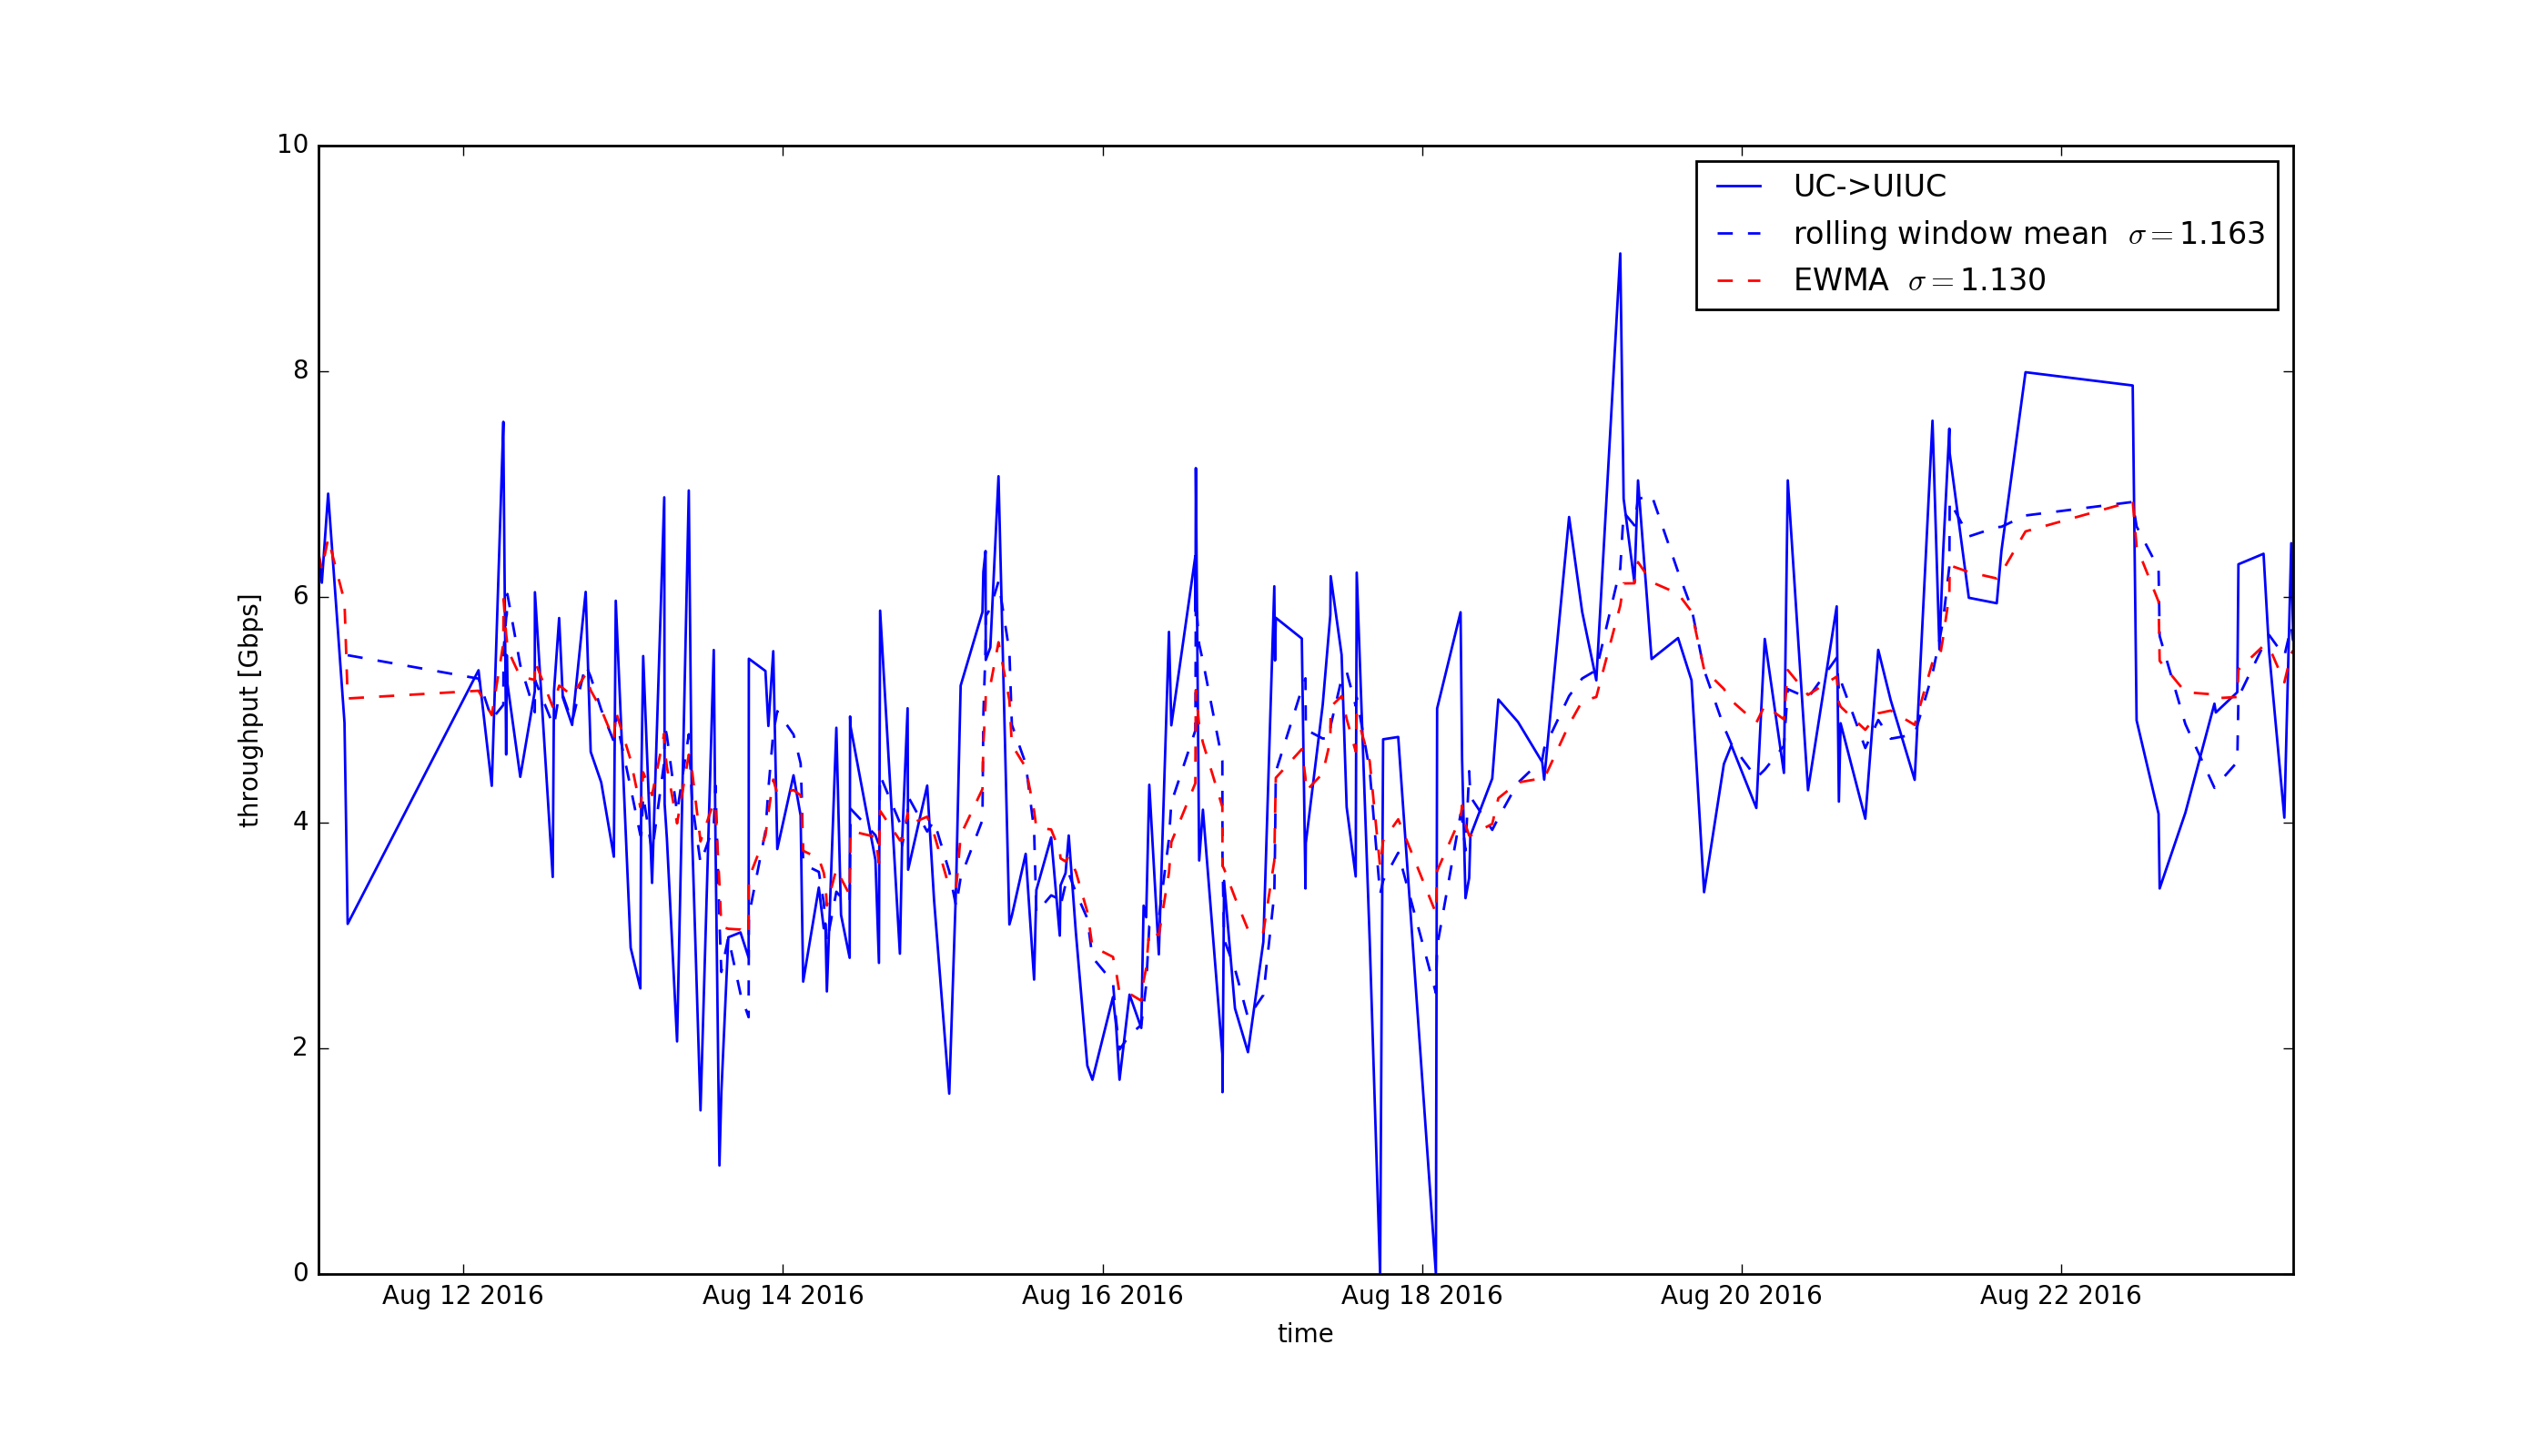 10
8
6
4
2
0
throughput [Gbps]
UC->UIUC
rolling window mean σ=1.163
EWMA σ=1.130
Aug 12 2016 Aug 14 2016 Aug 16 2016 Aug 18 2016 Aug 20 2016 Aug 22 2016
time